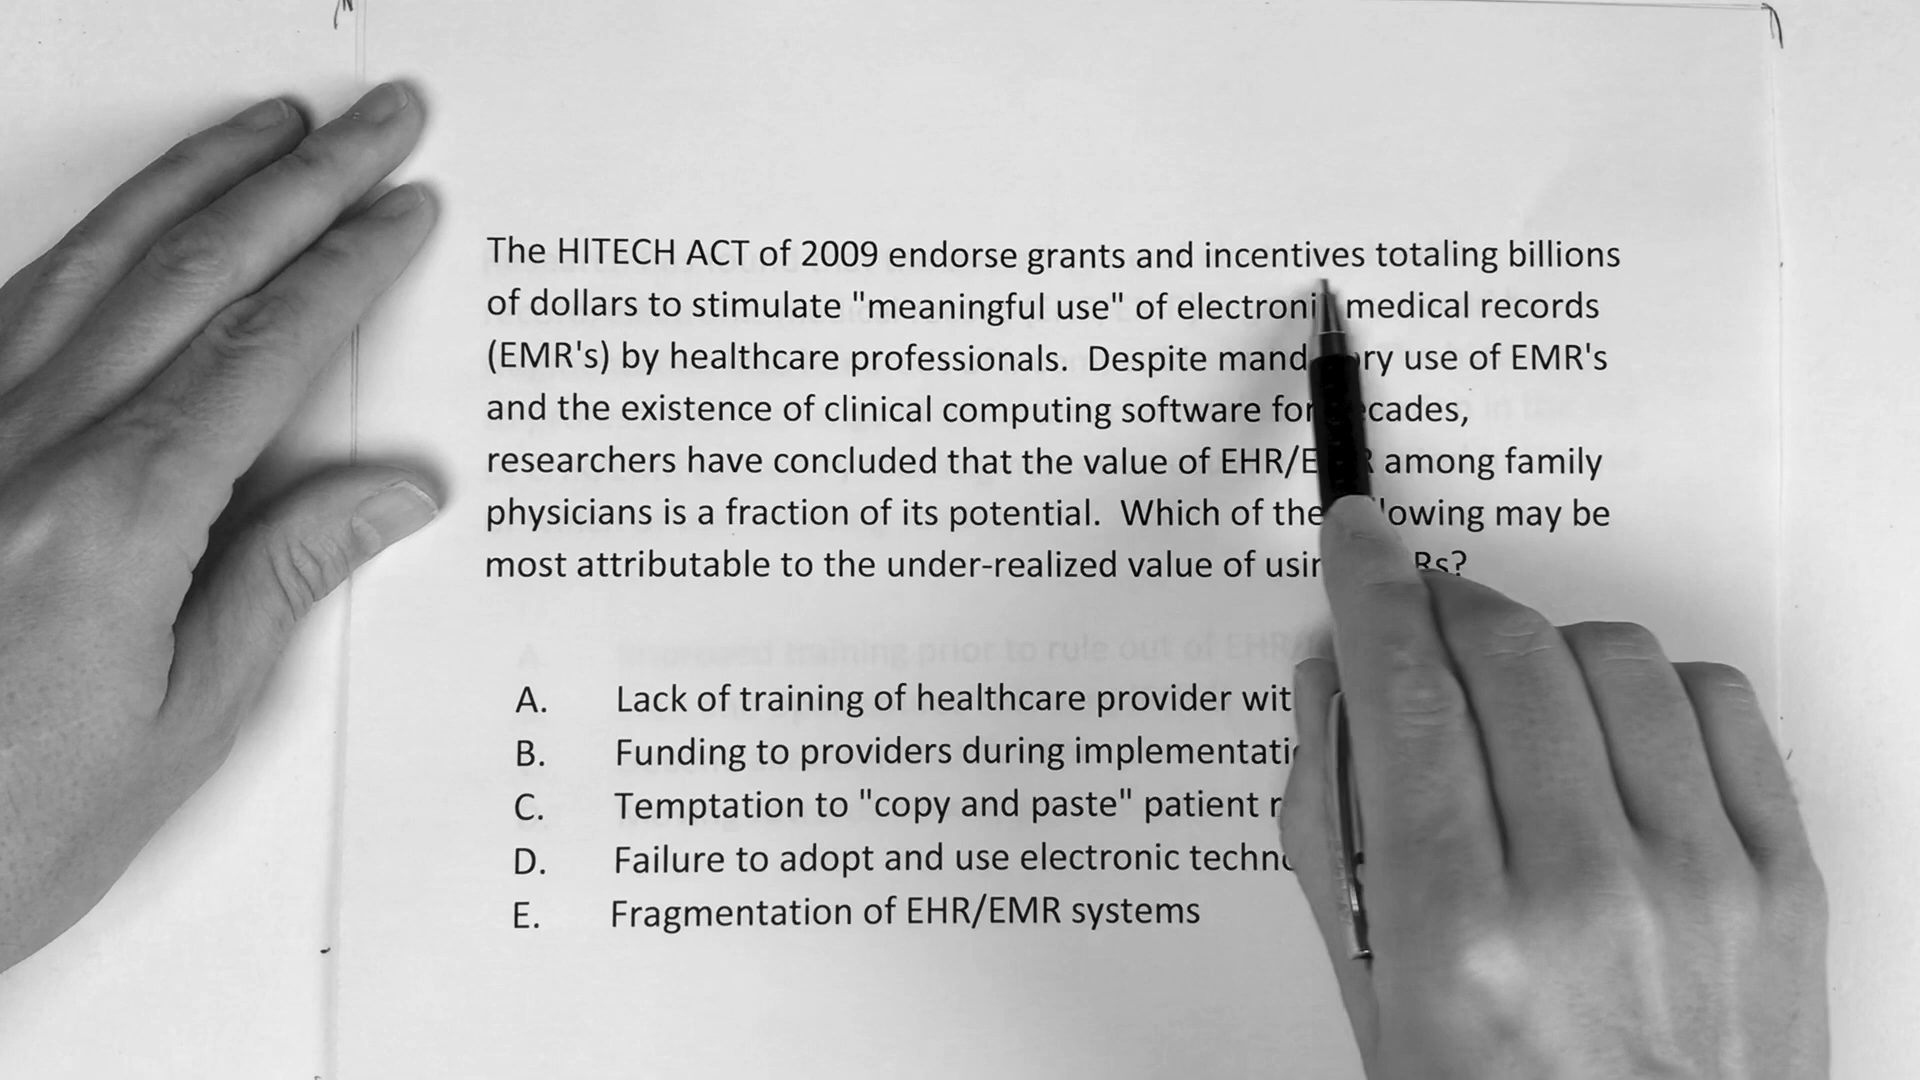 The HITECH ACT of 2009 endorse grants and incentives totaling billions
of dollars to stimulate "meaningful use" of electroni medical records
(EMR's) by healthcare professionals. Despite mand ry use of EMR's
and the existence of clinical computing software for cades,
researchers have concluded that the value of EHR/E R among family
physicians is a fraction of its potential. Which of the lowing may be
most attributable to the under-realized value of usin Rs?
A. Lack of training of healthcare provider wit
B. Funding to providers during implementati
C. Temptation to "copy and paste" patient r
D. Failure to adopt and use electronic techn
E. Fragmentation of EHR/EMR systems